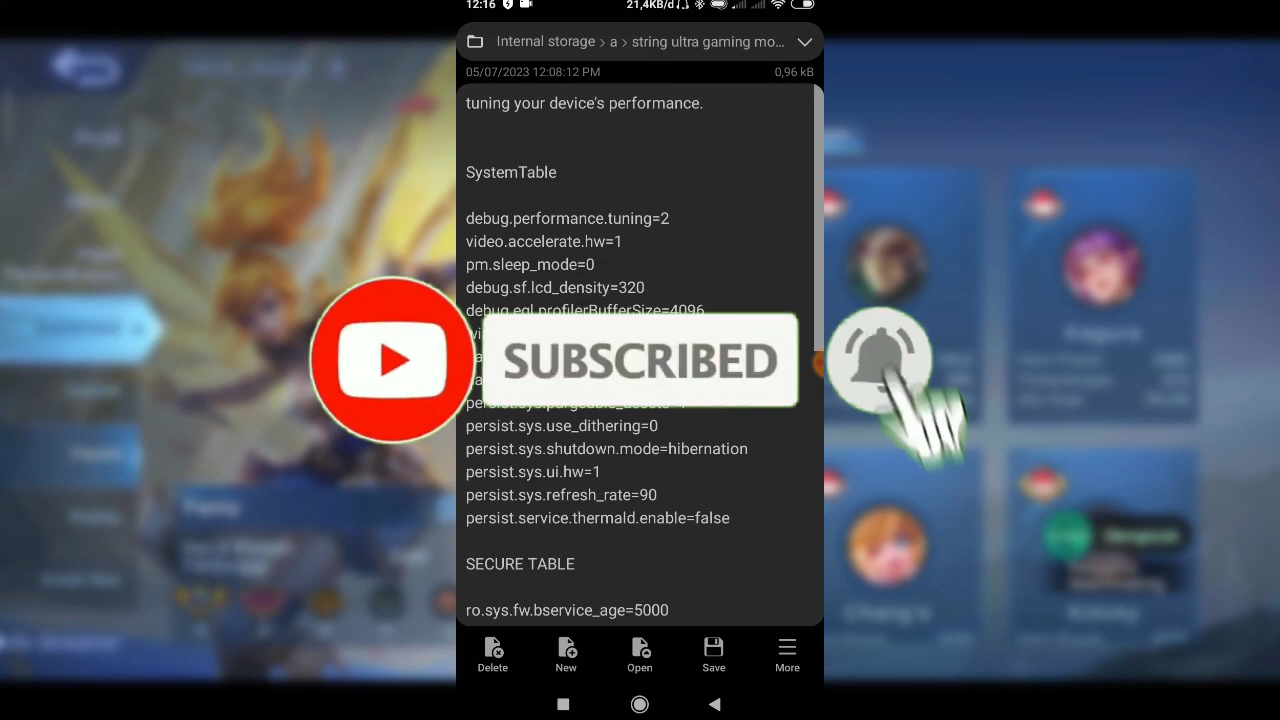 12:16
21,4KB/d
Internal storage > a > string ultra gaming mo...
05/07/2023 12:08:12 PM
0,96 kB
tuning your device's performance.
SystemTable
debug.performance.tuning=2
video.accelerate.hw=1
pm.sleep_mode=0
debug.sf.lcd_density=320
debug.egl.profilerBufferSize=4096
SUBSCRIBED
persist.sys.use_dithering=0
persist.sys.shutdown.mode=hibernation
persist.sys.ui.hw=1
persist.sys.refresh_rate=90
persist.service.thermald.enable=false
SECURE TABLE
ro.sys.fw.bservice_age=5000
Delete
New
Open
Save
More